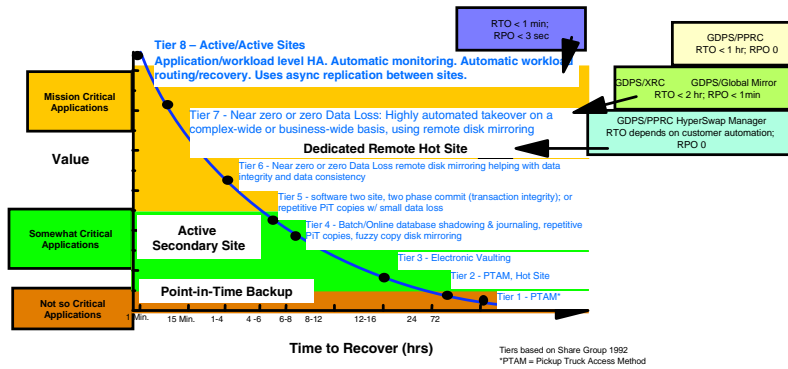 RTO < 1 min;
RPO < 3 sec
GDPS/PPRC
RTO < 1 hr; RPO 0
Tier 8 – Active/Active Sites
Application/workload level HA. Automatic monitoring. Automatic workload
routing/recovery. Uses async replication between sites.
GDPS/XRC GDPS/Global Mirror
RTO < 2 hr; RPO < 1min
Mission Critical
Applications
Tier 7 - Near zero or zero Data Loss: Highly automated takeover on a
complex-wide or business-wide basis, using remote disk mirroring
GDPS/PPRC HyperSwap Manager
RTO depends on customer automation;
RPO 0
Dedicated Remote Hot Site
Value
Tier 6 - Near zero or zero Data Loss remote disk mirroring helping with data
integrity and data consistency
Tier 5 - software two site, two phase commit (transaction integrity); or
repetitive PiT copies w/ small data loss
Somewhat Critical
Applications
Active
Secondary Site
Tier 4 - Batch/Online database shadowing & journaling, repetitive
PiT copies, fuzzy copy disk mirroring
Tier 3 - Electronic Vaulting
Tier 2 - PTAM, Hot Site
Point-in-Time Backup
Tier 1 - PTAM*
Not so Critical
Applications
1 Min. 15 Min. 1-4 4 -6 6-8 8-12 12-16 24 72
Time to Recover (hrs)
Tiers based on Share Group 1992
*PTAM = Pickup Truck Access Method